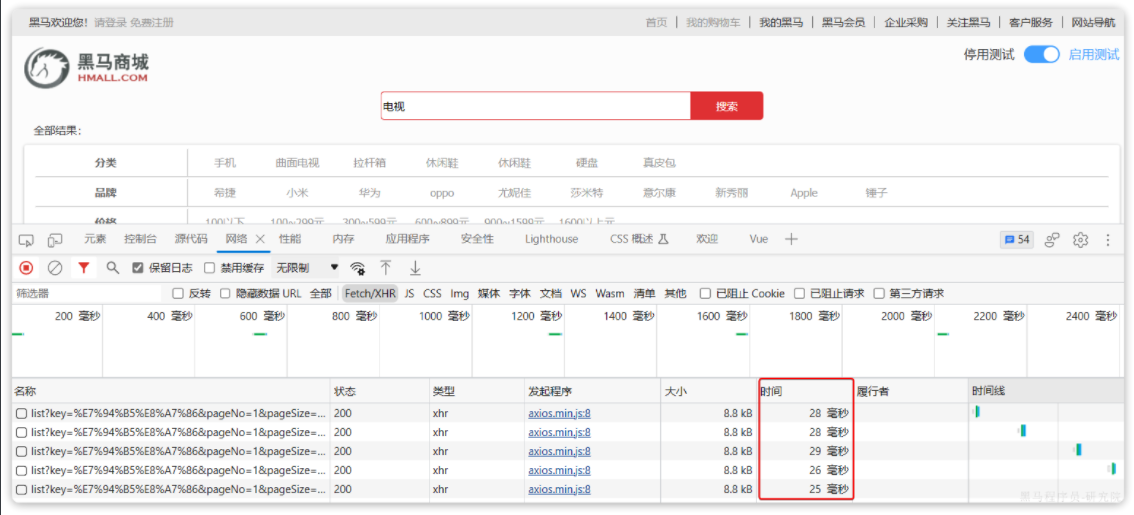 黑马欢迎您! 请登录 免费注册 首页 我的购物车 我的黑马 黑马会员 企业采购 关注黑马 客户服务 网站导航
黑马商城
HMALL.COM
停用测试 启用测试
电视 搜索
全部结果:
分类 手机 曲面电视 拉杆箱 休闲鞋 休闲鞋 硬盘 真皮包
品牌 希捷 小米 华为 oppo 尤妮佳 莎米特 意尔康 新秀丽 Apple 锤子
价格 100以下 100~299元 300~599元 600~899元 900~1599元 1600以上元
元素 控制台 源代码 网络 性能 内存 应用程序 安全性 Lighthouse CSS 概述 欢迎 Vue 54
保留日志 禁用缓存 无限制
筛选器 反转 隐藏数据 URL 全部 Fetch/XHR JS CSS Img 媒体 字体 文档 WS Wasm 清单 其他 已阻止 Cookie 已阻止请求 第三方请求
200 毫秒 400 毫秒 600 毫秒 800 毫秒 1000 毫秒 1200 毫秒 1400 毫秒 1600 毫秒 1800 毫秒 2000 毫秒 2200 毫秒 2400 毫秒
名称 状态 类型 发起程序 大小 时间 履行者 时间线
list?key=%E7%94%B5%E8%A7%86&pageNo=1&pageSize=... 200 xhr axios.min.js:8 8.8 kB 28 毫秒
list?key=%E7%94%B5%E8%A7%86&pageNo=1&pageSize=... 200 xhr axios.min.js:8 8.8 kB 28 毫秒
list?key=%E7%94%B5%E8%A7%86&pageNo=1&pageSize=... 200 xhr axios.min.js:8 8.8 kB 29 毫秒
list?key=%E7%94%B5%E8%A7%86&pageNo=1&pageSize=... 200 xhr axios.min.js:8 8.8 kB 26 毫秒
list?key=%E7%94%B5%E8%A7%86&pageNo=1&pageSize=... 200 xhr axios.min.js:8 8.8 kB 25 毫秒
黑马程序员-研究院